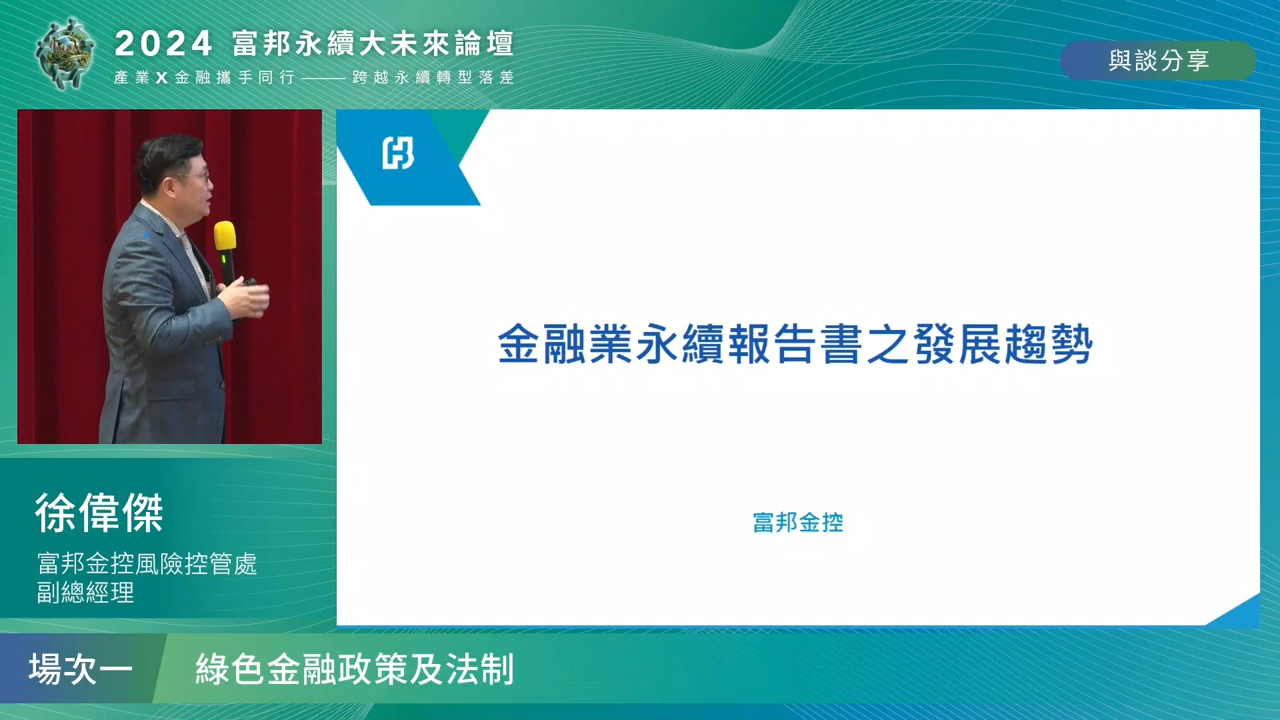 2024 富邦永續大未來論壇
產業X金融攜手同行——跨越永續轉型落差
與談分享
金融業永續報告書之發展趨勢
富邦金控
徐偉傑
富邦金控風險控管處
副總經理
場次一
綠色金融政策及法制